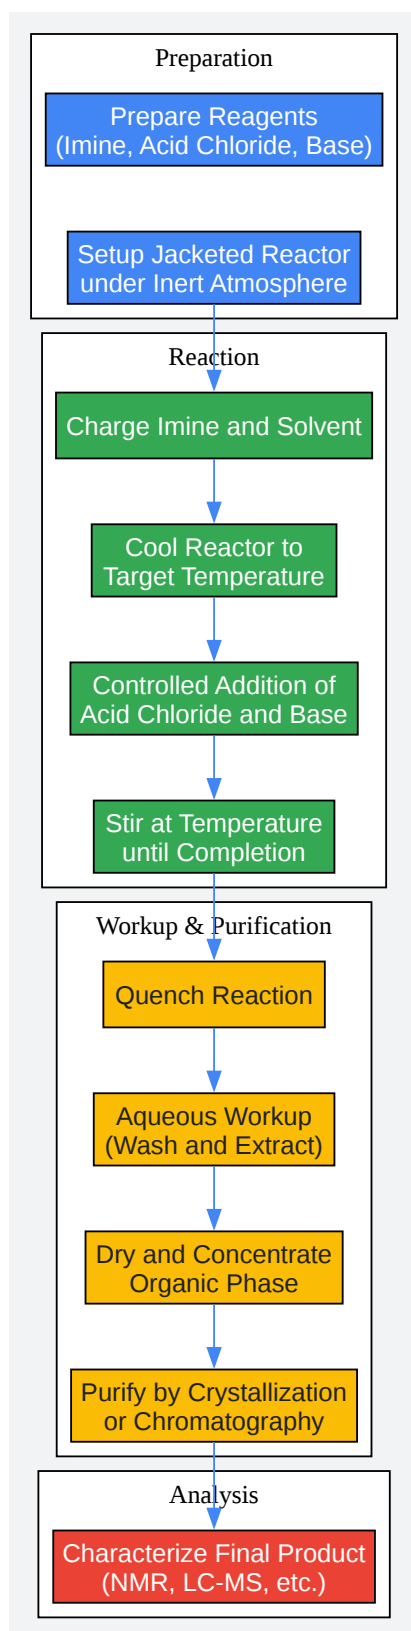 Preparation
Prepare Reagents
(Imine, Acid Chloride, Base)
Setup Jacketed Reactor
under Inert Atmosphere
Reaction
Charge Imine and Solvent
Cool Reactor to
Target Temperature
Controlled Addition of
Acid Chloride and Base
Stir at Temperature
until Completion
Workup & Purification
Quench Reaction
Aqueous Workup
(Wash and Extract)
Dry and Concentrate
Organic Phase
Purify by Crystallization
or Chromatography
Analysis
Characterize Final Product
(NMR, LC-MS, etc.)